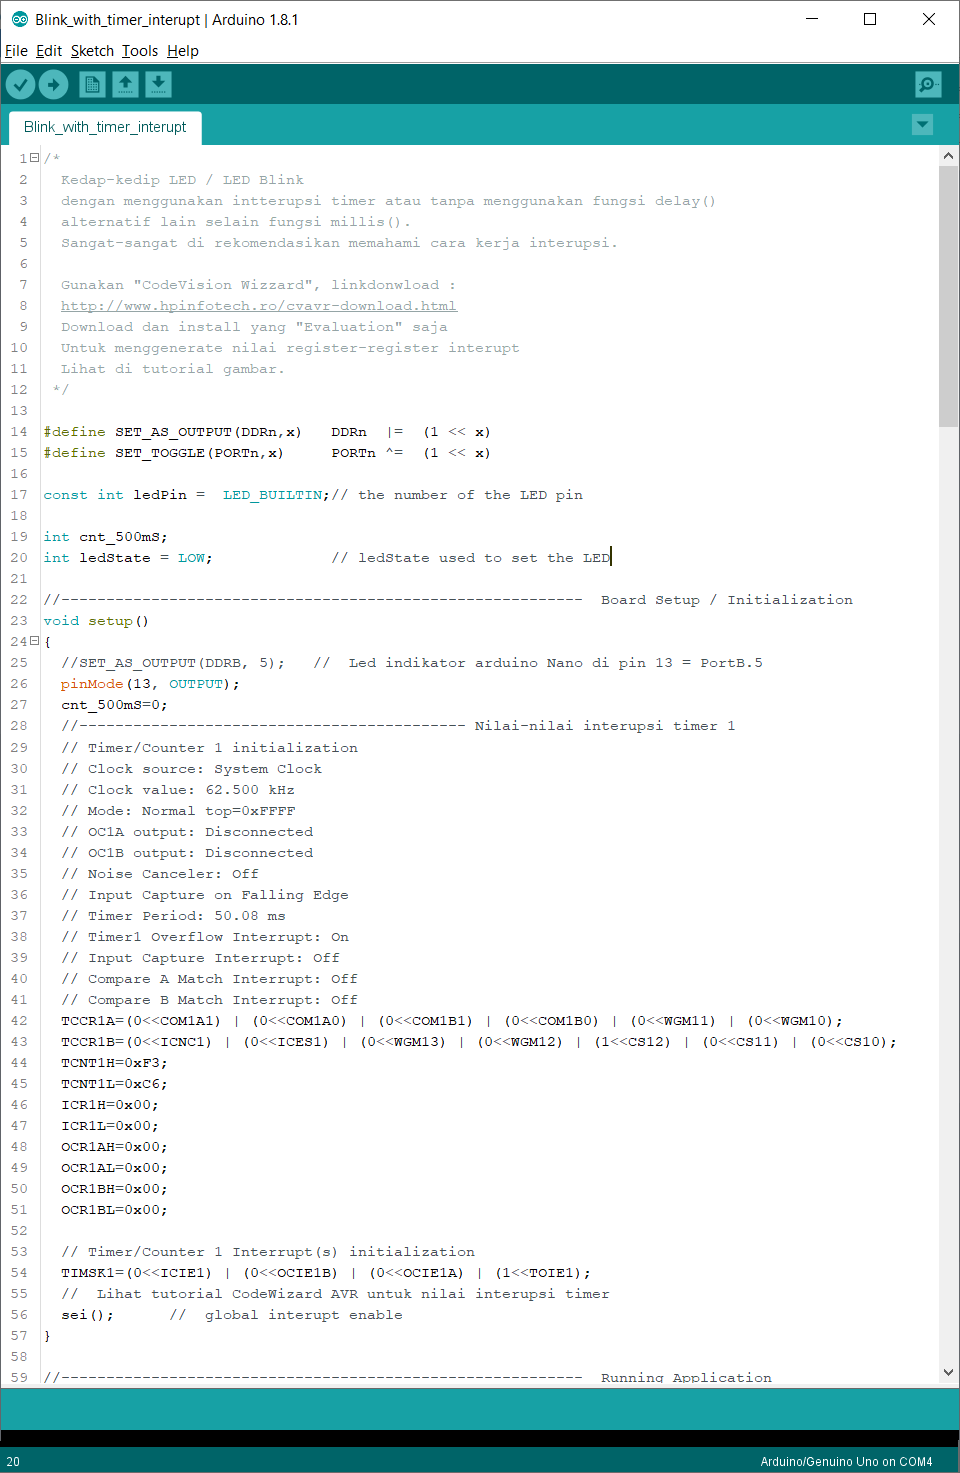 Blink_with_timer_interupt | Arduino 1.8.1
File Edit Sketch Tools Help
Blink_with_timer_interupt
1 /*
2   Kedap-kedip LED / LED Blink
3   dengan menggunakan intterupsi timer atau tanpa menggunakan fungsi delay()
4   alternatif lain selain fungsi millis().
5   Sangat-sangat di rekomendasikan memahami cara kerja interupsi.
6
7   Gunakan "CodeVision Wizzard", linkdonwload :
8   http://www.hpinfotech.ro/cvavr-download.html
9   Download dan install yang "Evaluation" saja
10   Untuk menggenerate nilai register-register interupt
11   Lihat di tutorial gambar.
12  */
13
14 #define SET_AS_OUTPUT(DDRn,x)   DDRn  |=  (1 << x)
15 #define SET_TOGGLE(PORTn,x)     PORTn ^=  (1 << x)
16
17 const int ledPin =  LED_BUILTIN;// the number of the LED pin
18
19 int cnt_500mS;
20 int ledState = LOW;             // ledState used to set the LED
21
22 //----------------------------------------------------------  Board Setup / Initialization
23 void setup()
24 {
25   //SET_AS_OUTPUT(DDRB, 5);   //  Led indikator arduino Nano di pin 13 = PortB.5
26   pinMode(13, OUTPUT);
27   cnt_500mS=0;
28   //------------------------------------------- Nilai-nilai interupsi timer 1
29   // Timer/Counter 1 initialization
30   // Clock source: System Clock
31   // Clock value: 62.500 kHz
32   // Mode: Normal top=0xFFFF
33   // OC1A output: Disconnected
34   // OC1B output: Disconnected
35   // Noise Canceler: Off
36   // Input Capture on Falling Edge
37   // Timer Period: 50.08 ms
38   // Timer1 Overflow Interrupt: On
39   // Input Capture Interrupt: Off
40   // Compare A Match Interrupt: Off
41   // Compare B Match Interrupt: Off
42   TCCR1A=(0<<COM1A1) | (0<<COM1A0) | (0<<COM1B1) | (0<<COM1B0) | (0<<WGM11) | (0<<WGM10);
43   TCCR1B=(0<<ICNC1) | (0<<ICES1) | (0<<WGM13) | (0<<WGM12) | (1<<CS12) | (0<<CS11) | (0<<CS10);
44   TCNT1H=0xF3;
45   TCNT1L=0xC6;
46   ICR1H=0x00;
47   ICR1L=0x00;
48   OCR1AH=0x00;
49   OCR1AL=0x00;
50   OCR1BH=0x00;
51   OCR1BL=0x00;
52
53   // Timer/Counter 1 Interrupt(s) initialization
54   TIMSK1=(0<<ICIE1) | (0<<OCIE1B) | (0<<OCIE1A) | (1<<TOIE1);
55   //  Lihat tutorial CodeWizard AVR untuk nilai interupsi timer
56   sei();      //  global interupt enable
57 }
58
59 //----------------------------------------------------------  Running Application
20 Arduino/Genuino Uno on COM4